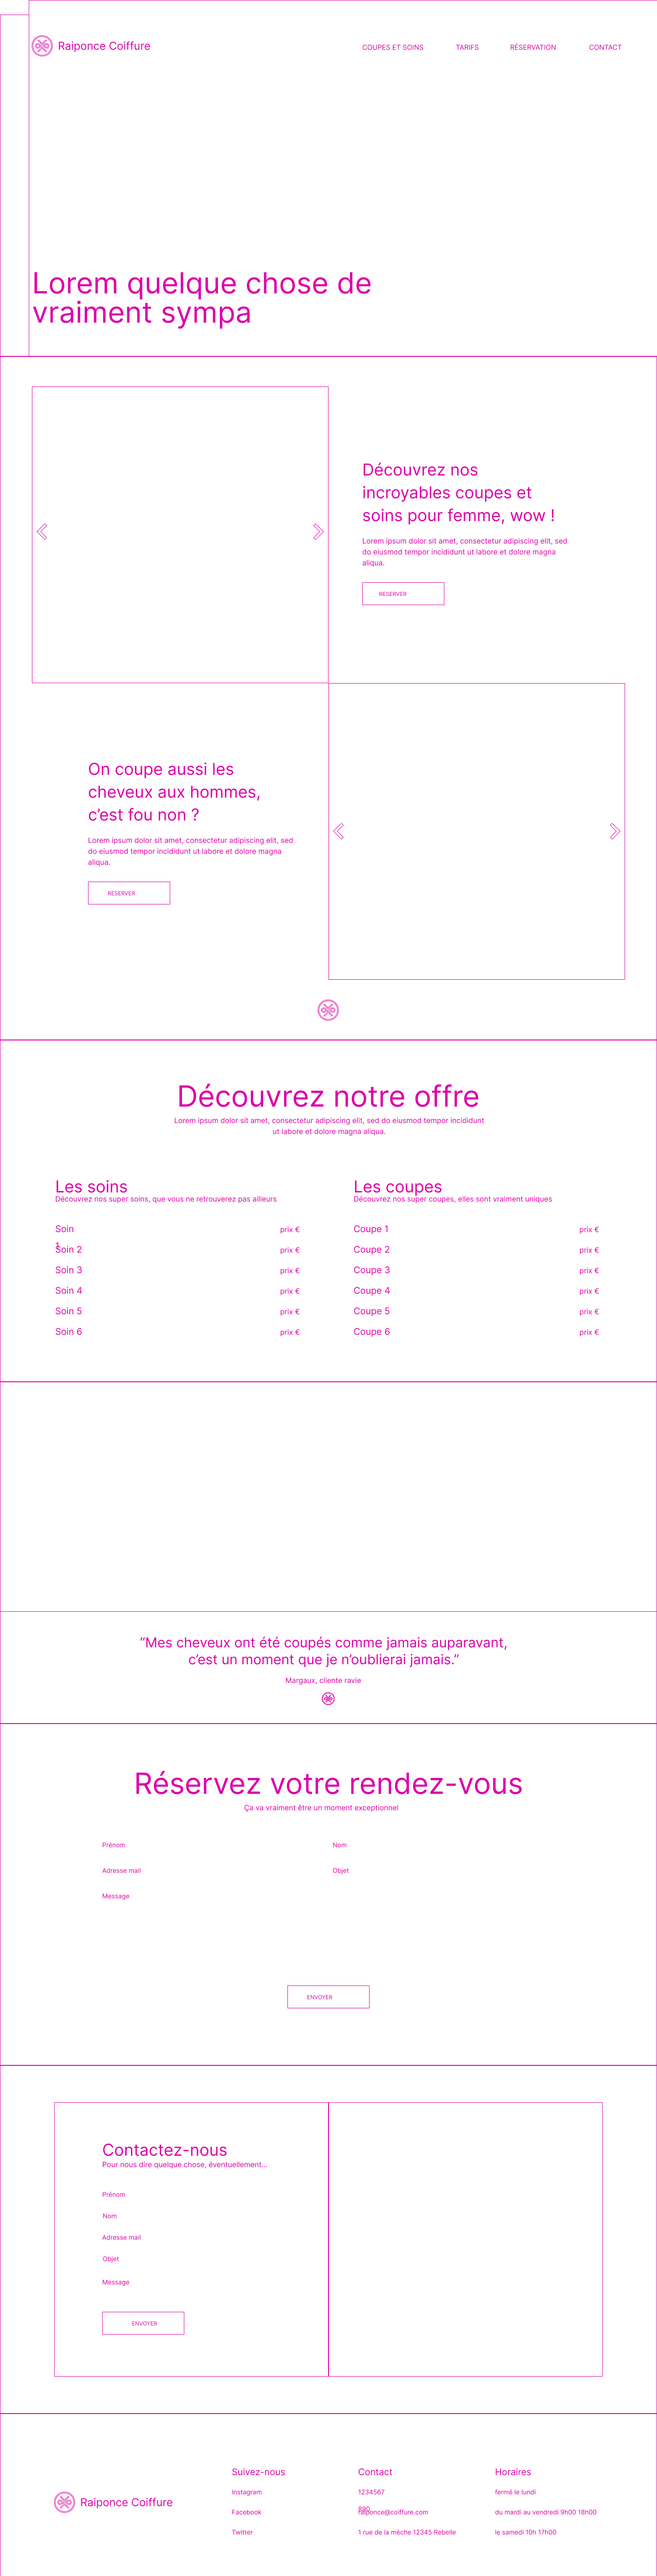 Raiponce Coiffure
COUPES ET SOINS
TARIFS
RÉSERVATION
CONTACT
Lorem quelque chose de
vraiment sympa
Découvrez nos
incroyables coupes et
soins pour femme, wow !
Lorem ipsum dolor sit amet, consectetur adipiscing elit, sed
do eiusmod tempor incididunt ut labore et dolore magna
aliqua.
RESERVER
On coupe aussi les
cheveux aux hommes,
c’est fou non ?
Lorem ipsum dolor sit amet, consectetur adipiscing elit, sed
do eiusmod tempor incididunt ut labore et dolore magna
aliqua.
RESERVER
Découvrez notre offre
Lorem ipsum dolor sit amet, consectetur adipiscing elit, sed do eiusmod tempor incididunt
ut labore et dolore magna aliqua.
Les soins
Découvrez nos super soins, que vous ne retrouverez pas ailleurs
Soin
1
prix €
Soin 2
prix €
Soin 3
prix €
Soin 4
prix €
Soin 5
prix €
Soin 6
prix €
Les coupes
Découvrez nos super coupes, elles sont vraiment uniques
Coupe 1
prix €
Coupe 2
prix €
Coupe 3
prix €
Coupe 4
prix €
Coupe 5
prix €
Coupe 6
prix €
“Mes cheveux ont été coupés comme jamais auparavant,
c’est un moment que je n’oublierai jamais.”
Margaux, cliente ravie
Réservez votre rendez-vous
Ça va vraiment être un moment exceptionnel
Prénom
Nom
Adresse mail
Objet
Message
ENVOYER
Contactez-nous
Pour nous dire quelque chose, éventuellement...
Prénom
Nom
Adresse mail
Objet
Message
ENVOYER
Raiponce Coiffure
Suivez-nous
Instagram
Facebook
Twitter
Contact
1234567
890
raiponce@coiffure.com
1 rue de la mèche 12345 Rebelle
Horaires
fermé le lundi
du mardi au vendredi 9h00 18h00
le samedi 10h 17h00